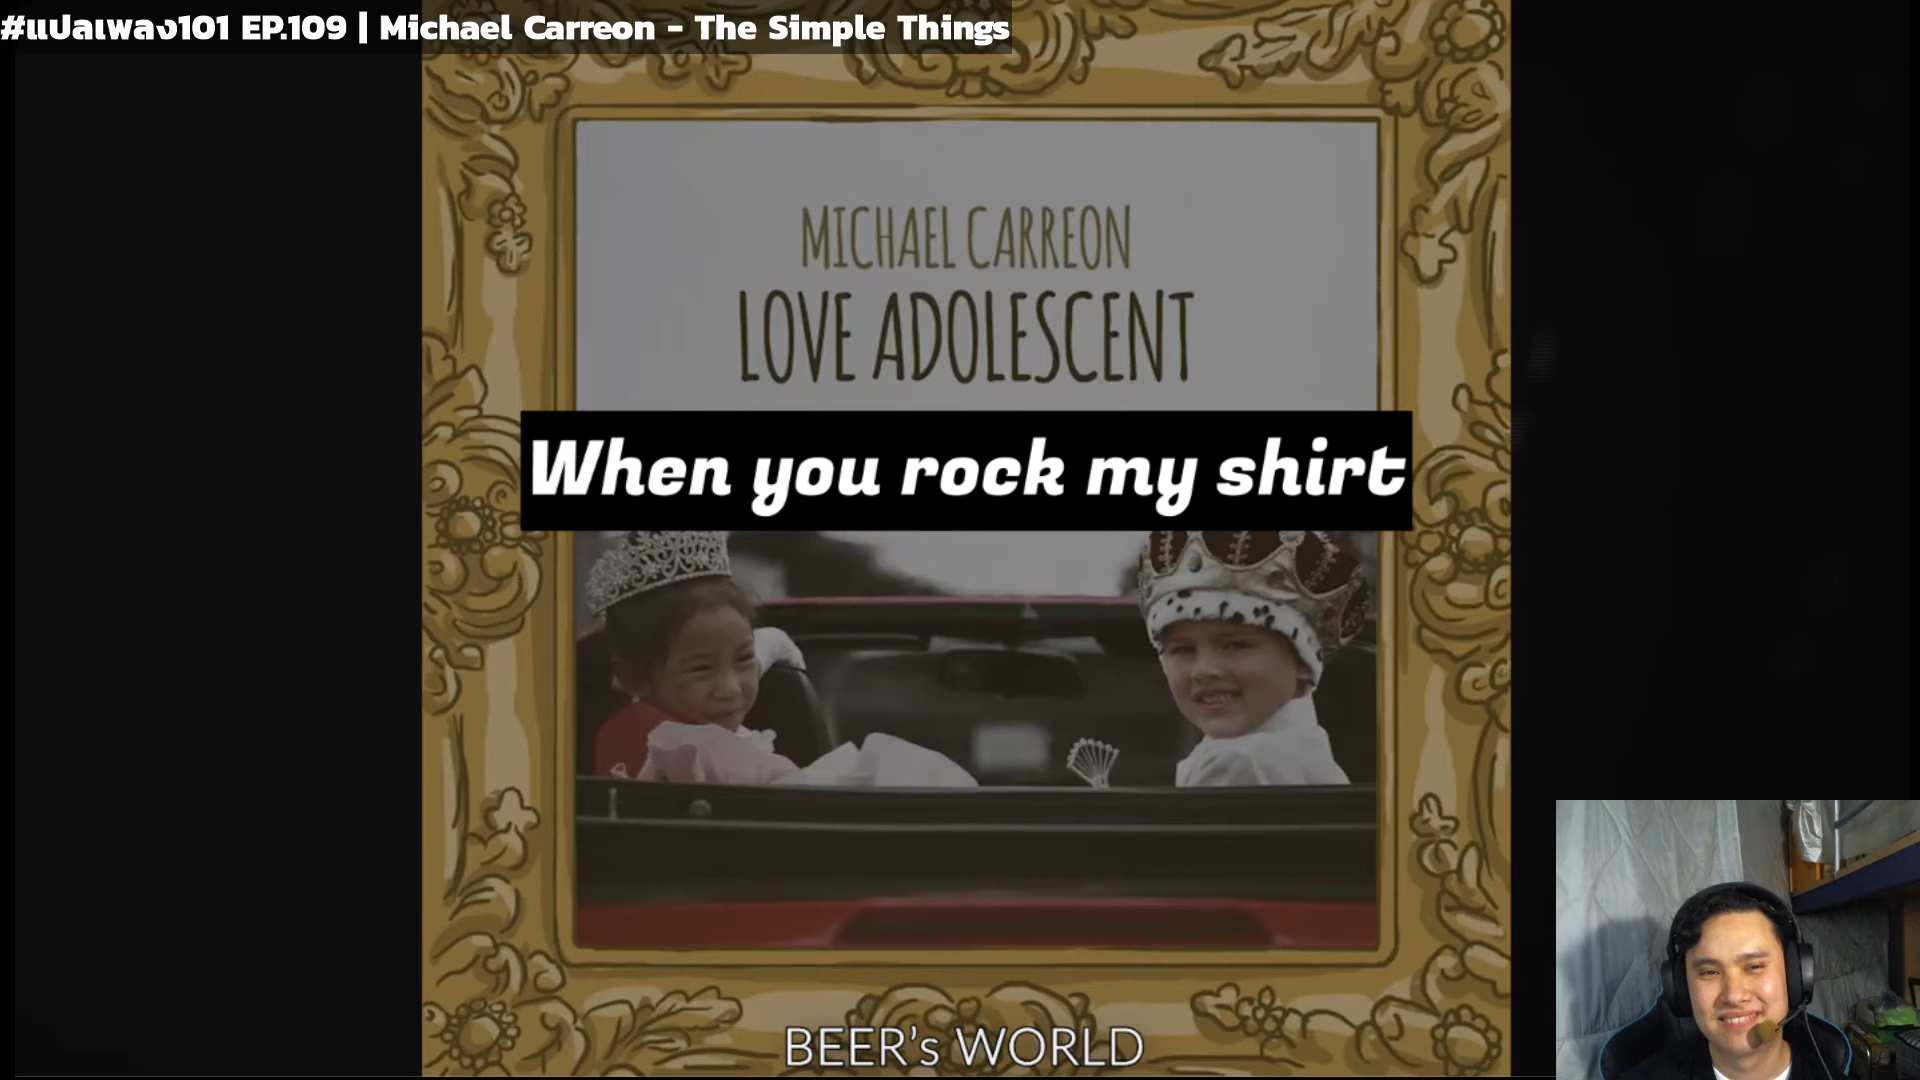 #แปลเพลง101 EP.109 | Michael Carreon - The Simple Things
MICHAEL CARREON
LOVE ADOLESCENT
When you rock my shirt
BEER's WORLD